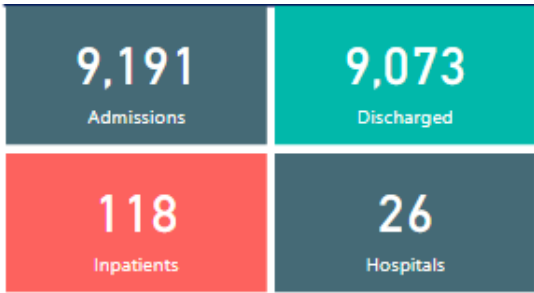 9,191
Admissions
9,073
Discharged
118
Inpatients
26
Hospitals